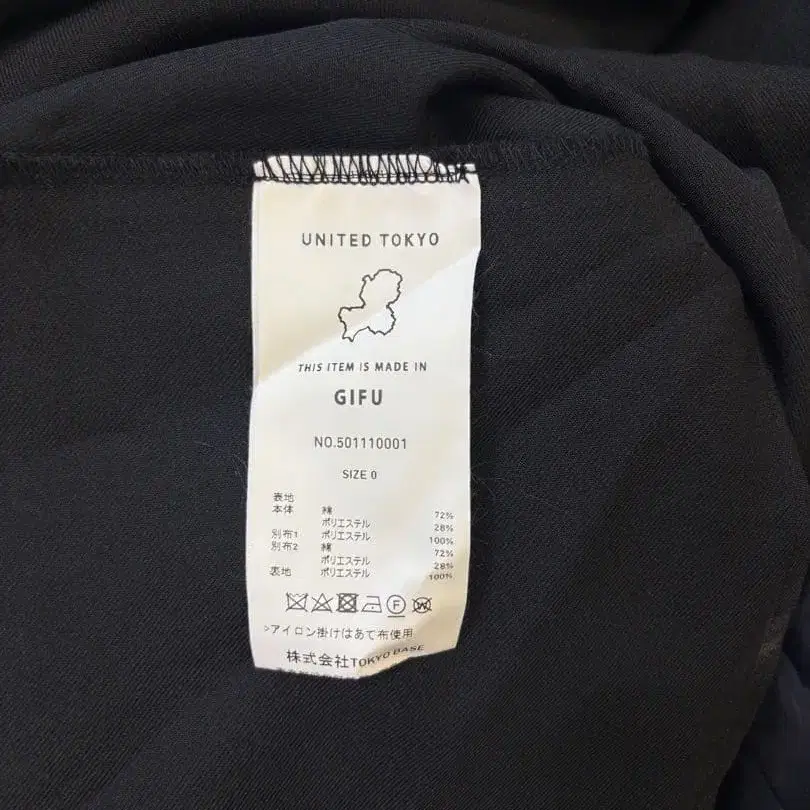 UNITED TOKYO
THIS ITEM IS MADE IN
GIFU
NO.501110001
SIZE 0
表地
本体 綿 72%
ポリエステル 28%
別布1 ポリエステル 100%
別布2 綿 72%
ポリエステル 28%
表地 ポリエステル 100%
F W
>アイロン掛けはあて布使用
株式会社TOKYO BASE